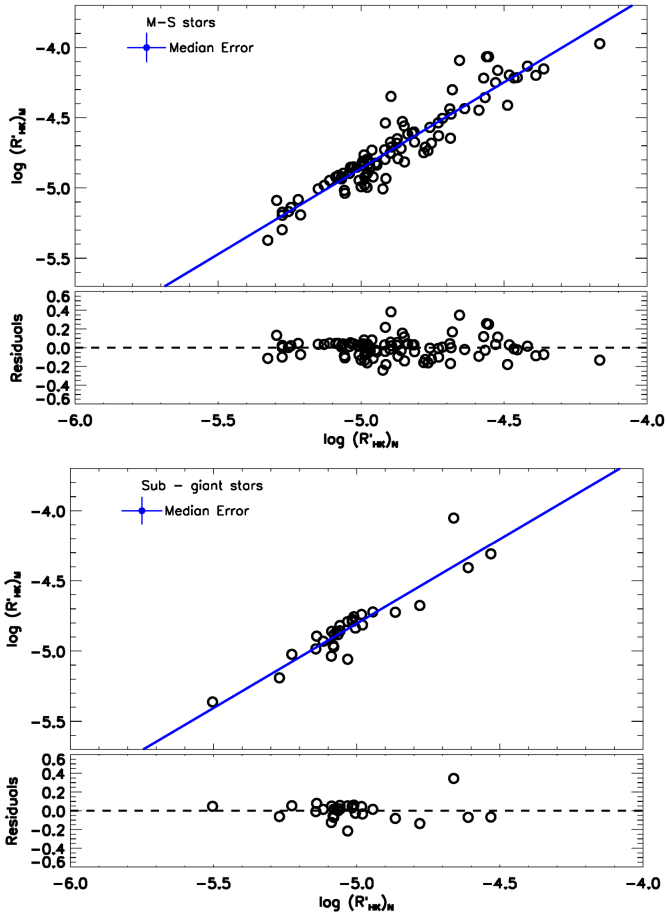 M-S stars
Median Error
log (R'HK)M
-4.0
-4.5
-5.0
-5.5
Residuals
0.6
0.4
0.2
0.0
-0.2
-0.4
-0.6
-6.0 -5.5 -5.0 -4.5 -4.0
log (R'HK)N
Sub - giant stars
Median Error
log (R'HK)M
-4.0
-4.5
-5.0
-5.5
Residuals
0.6
0.4
0.2
0.0
-0.2
-0.4
-0.6
-6.0 -5.5 -5.0 -4.5 -4.0
log (R'HK)N